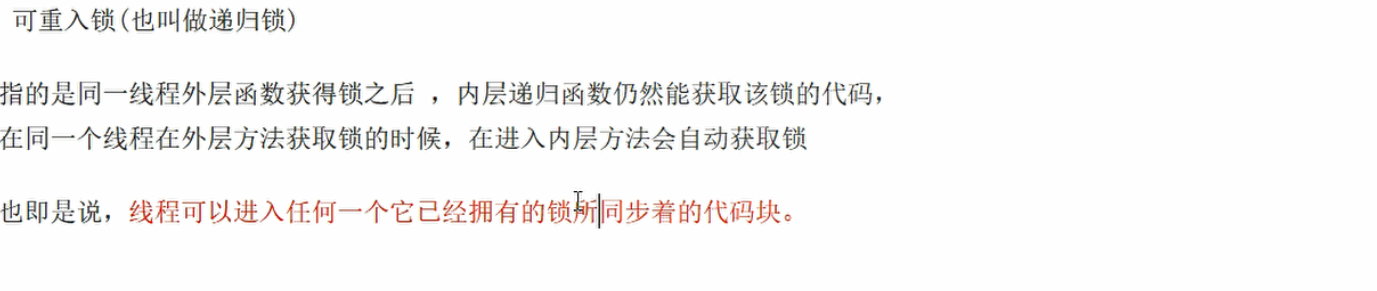 可重入锁(也叫做递归锁)
指的是同一线程外层函数获得锁之后 ，内层递归函数仍然能获取该锁的代码，
在同一个线程在外层方法获取锁的时候，在进入内层方法会自动获取锁
也即是说，线程可以进入任何一个它已经拥有的锁所同步着的代码块。